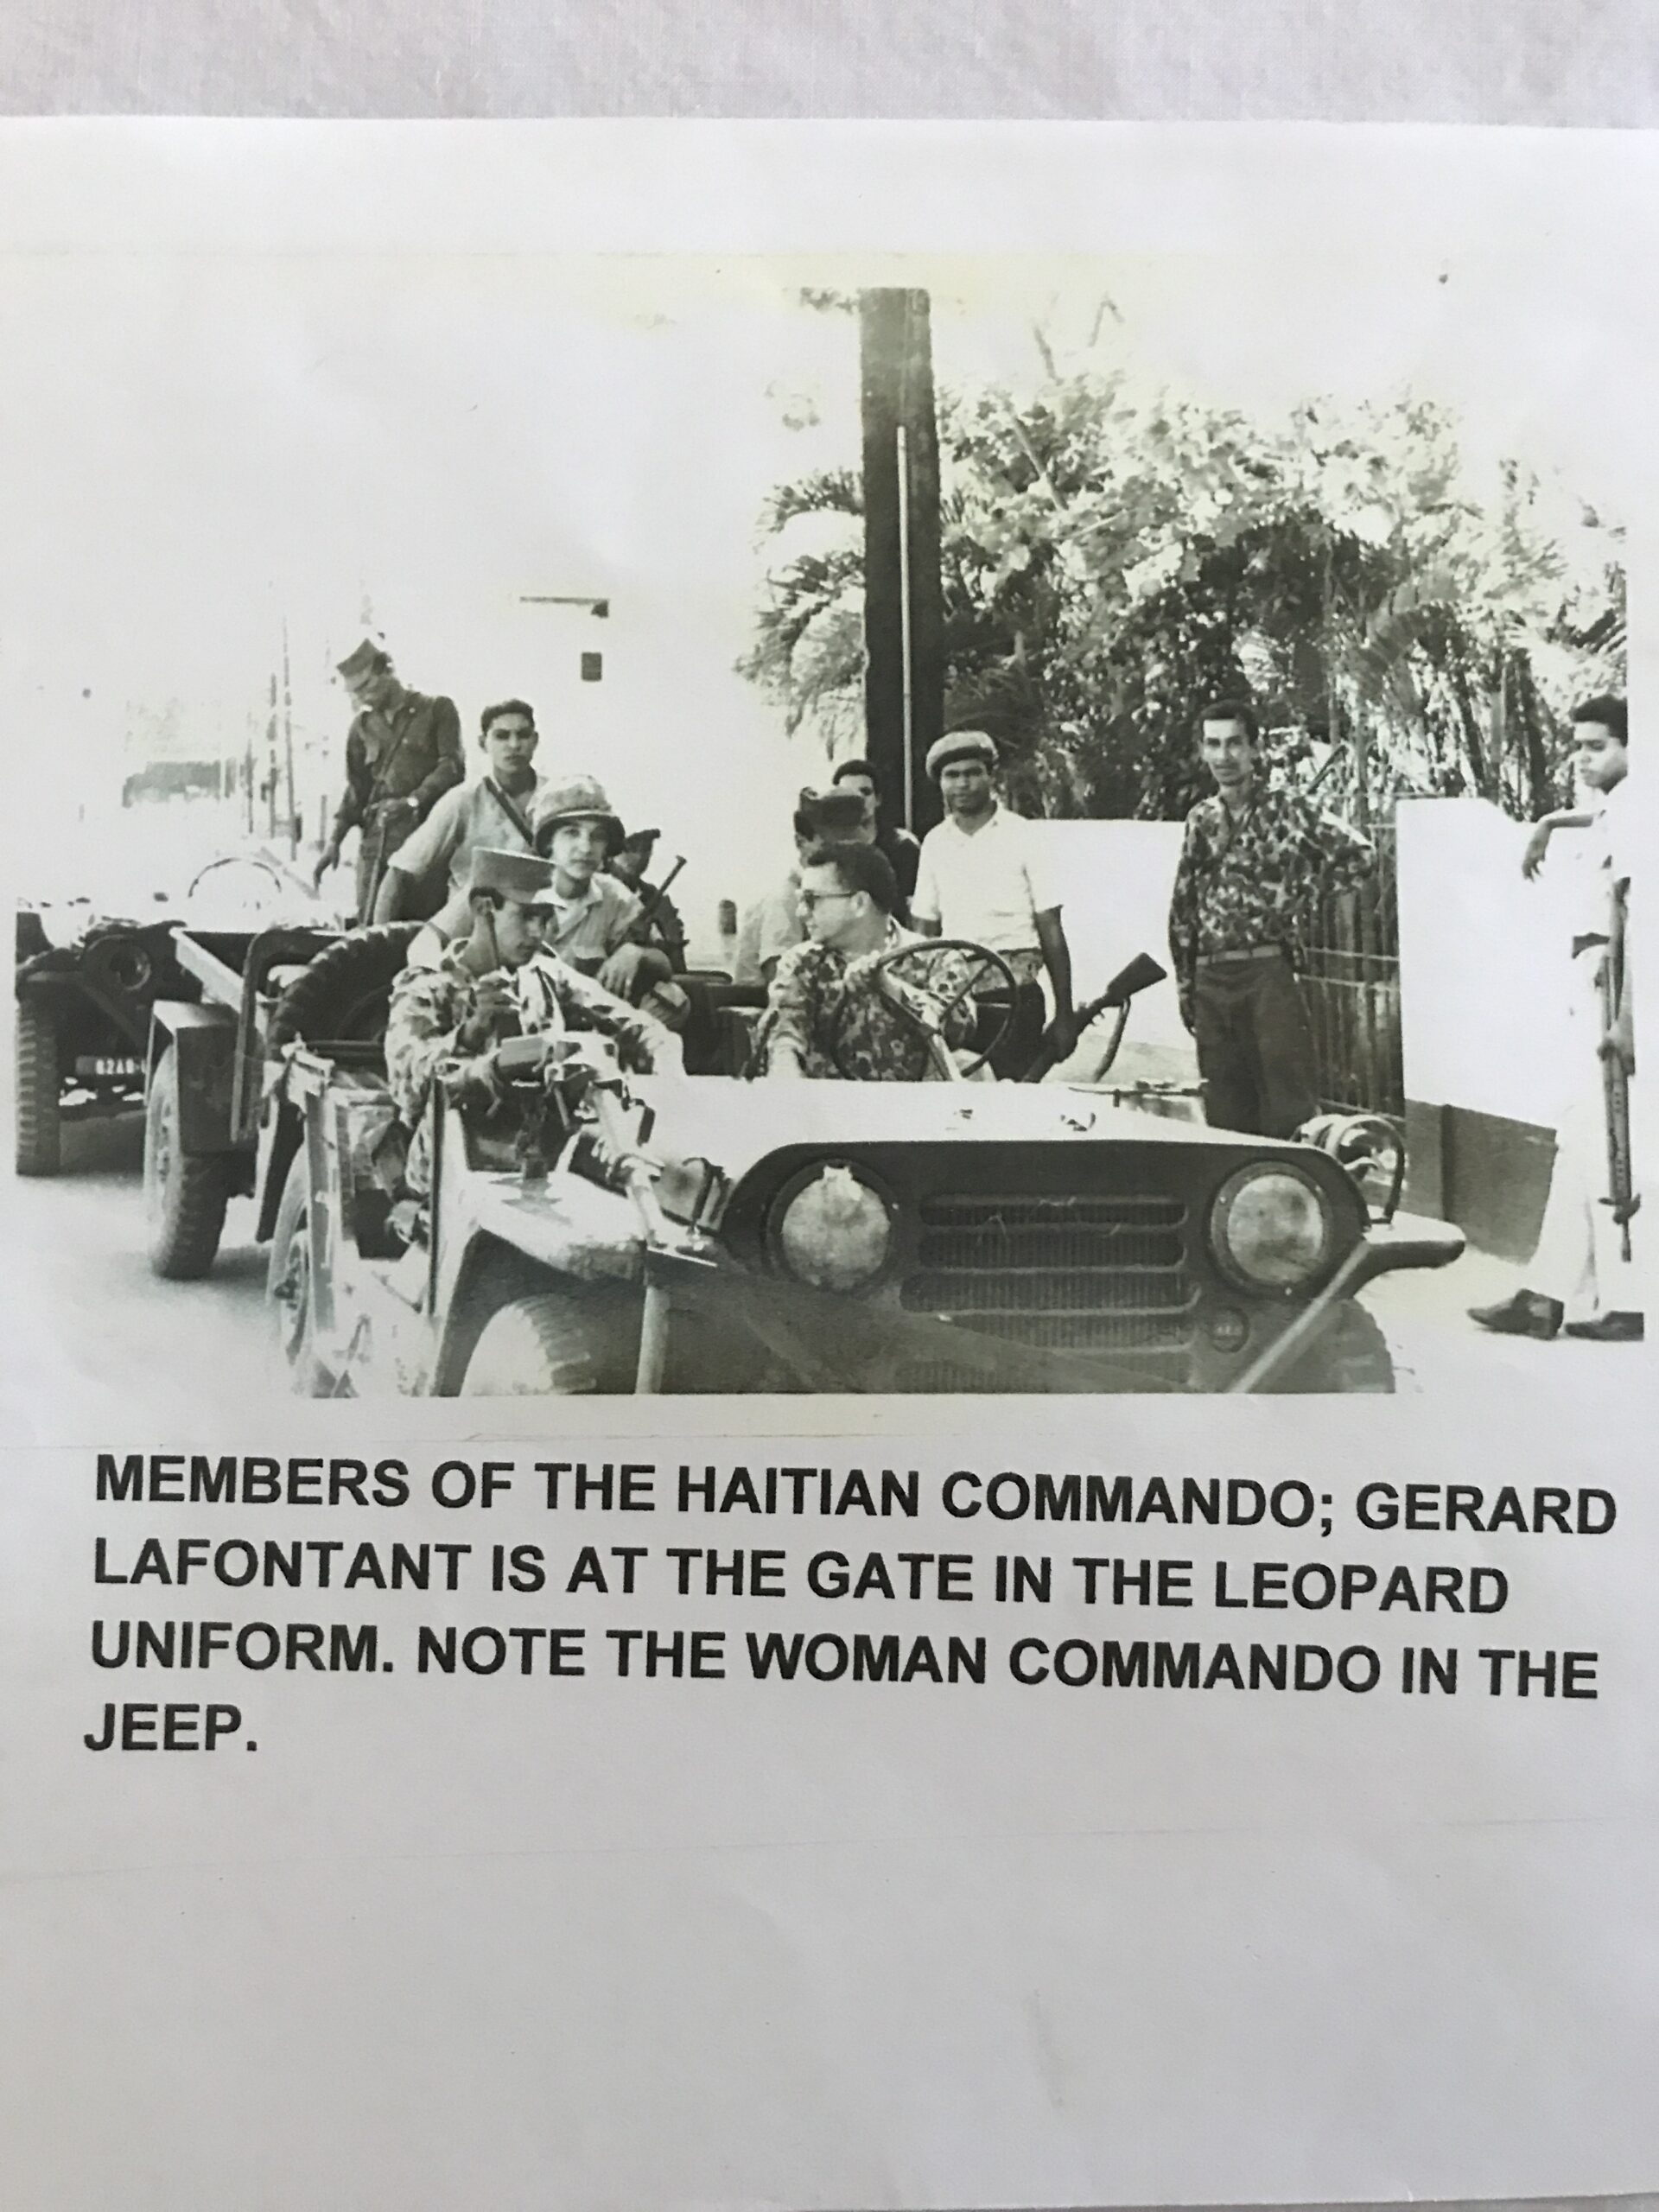 MEMBERS OF THE HAITIAN COMMANDO; GERARD
LAFONTANT IS AT THE GATE IN THE LEOPARD
UNIFORM. NOTE THE WOMAN COMMANDO IN THE
JEEP.